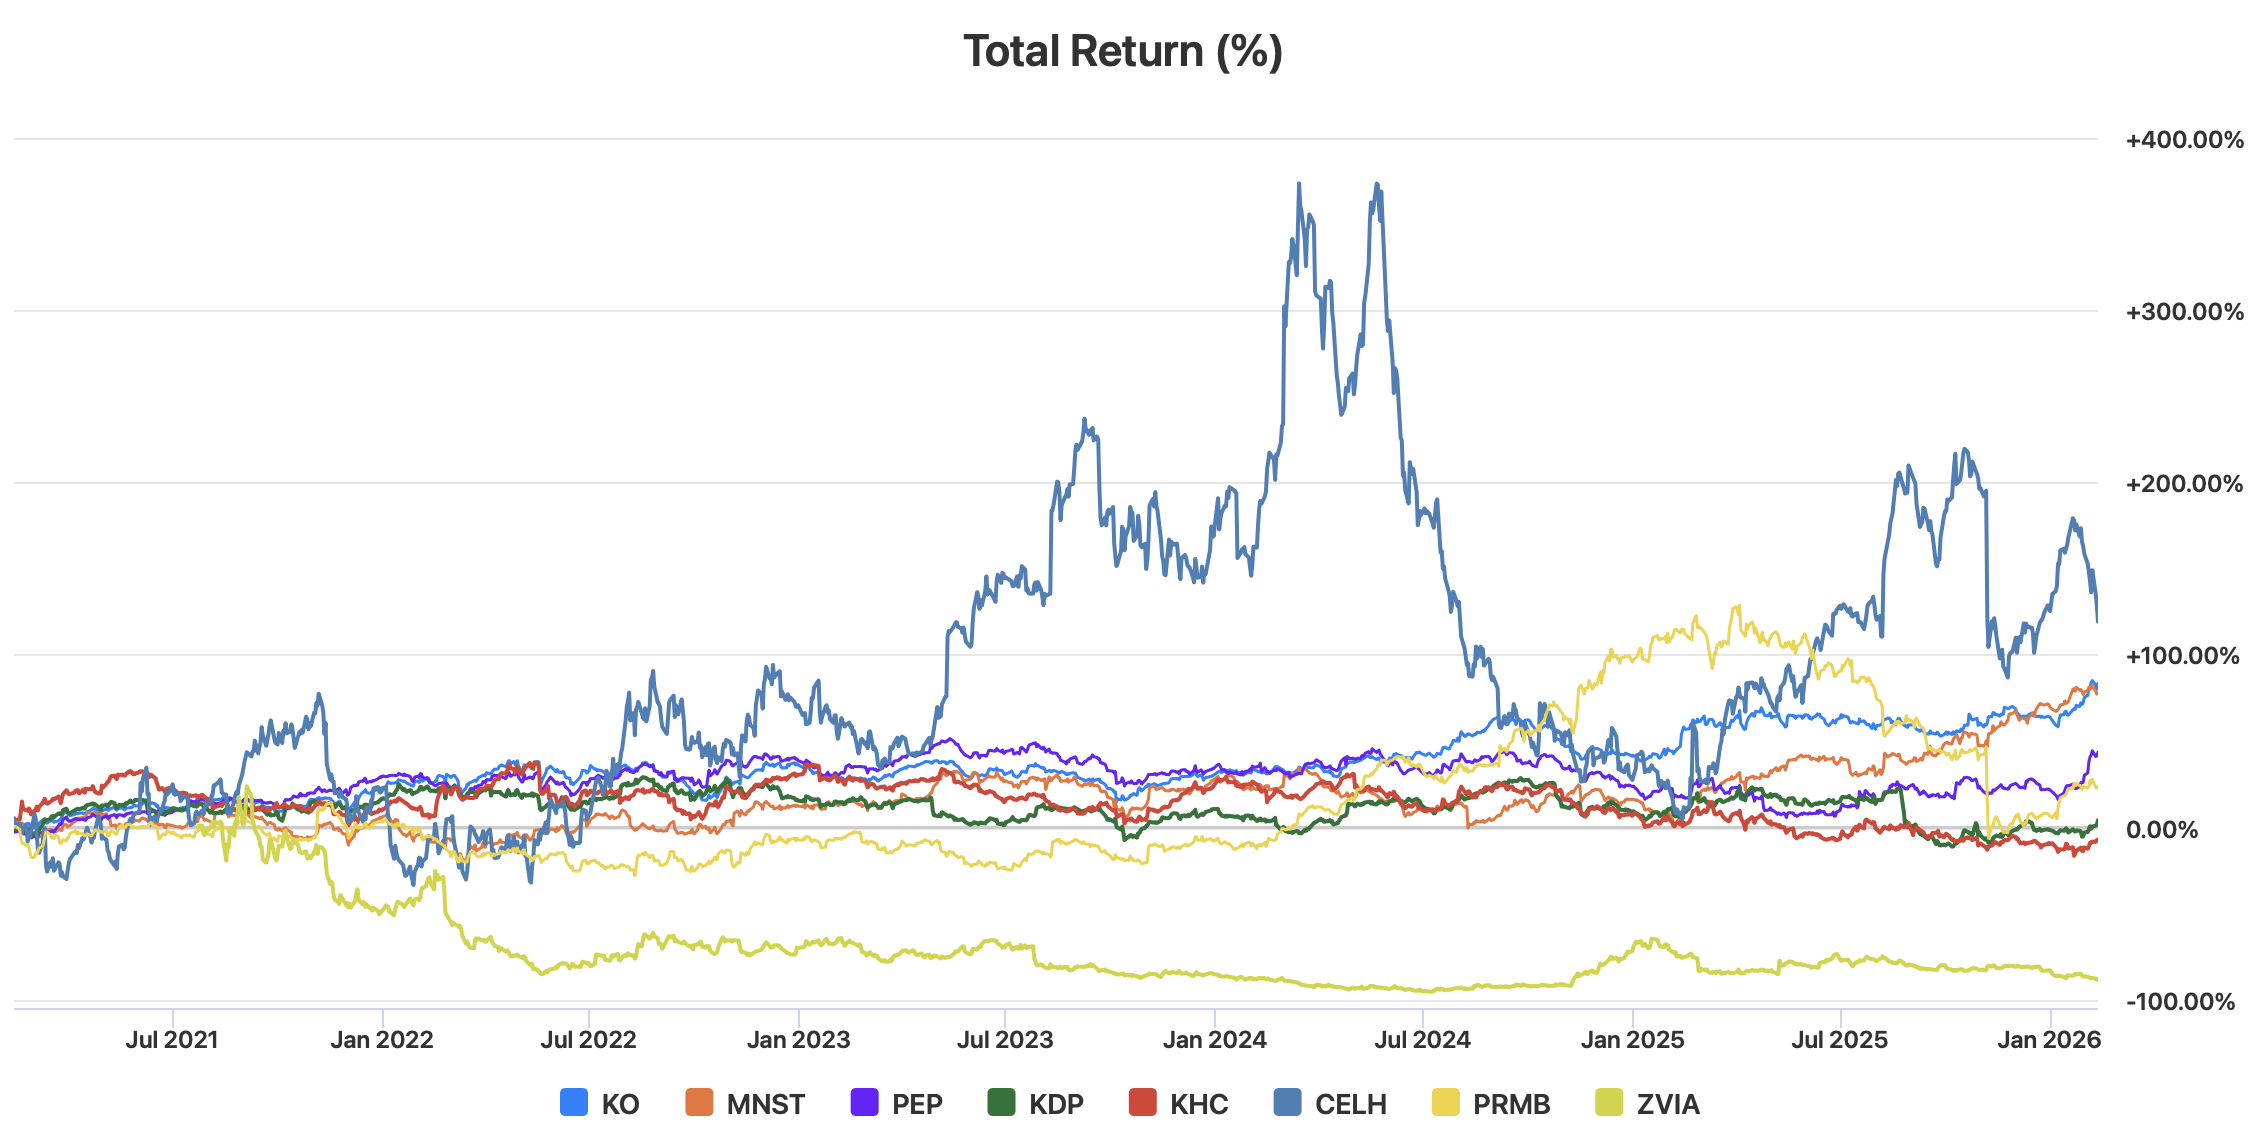 Total Return (%)
+400.00%
+300.00%
+200.00%
+100.00%
0.00%
-100.00%
Jul 2021 Jan 2022 Jul 2022 Jan 2023 Jul 2023 Jan 2024 Jul 2024 Jan 2025 Jul 2025 Jan 2026
KO MNST PEP KDP KHC CELH PRMB ZVIA